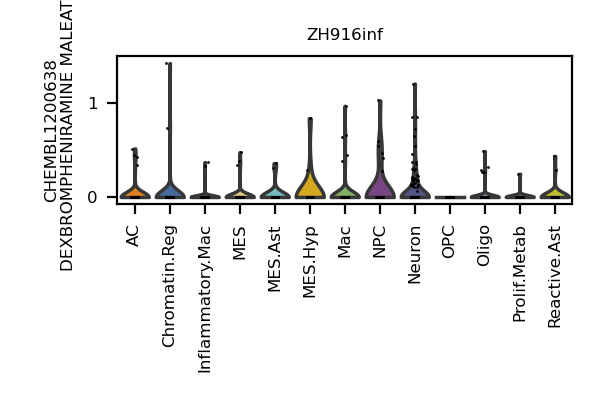 ZH916inf
CHEMBL1200638
DEXBROMPHENIRAMINE MALEAT
1
0
AC
Chromatin.Reg
Inflammatory.Mac
MES
MES.Ast
MES.Hyp
Mac
NPC
Neuron
OPC
Oligo
Prolif.Metab
Reactive.Ast